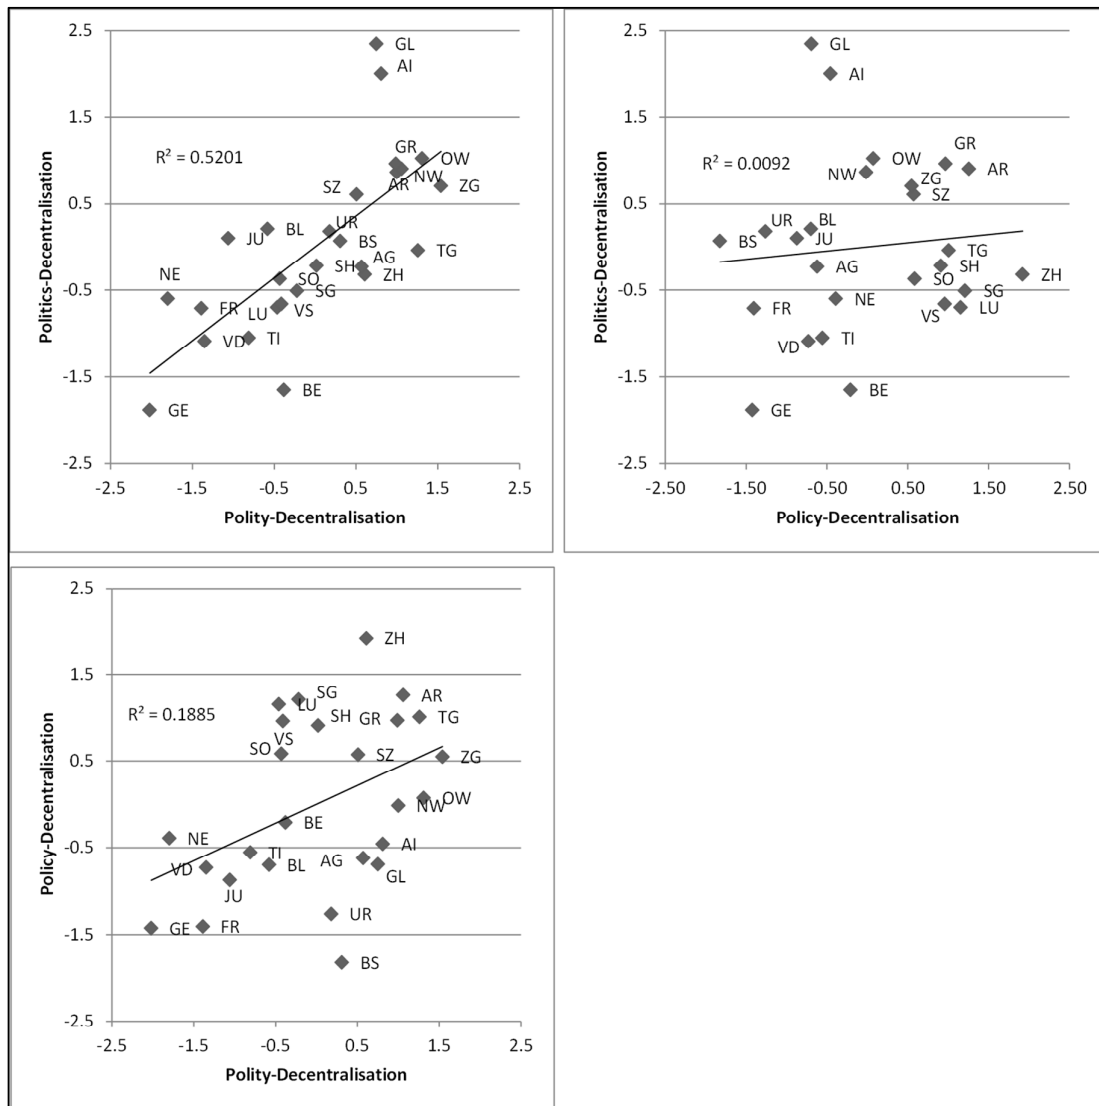 2.5
1.5
0.5
-0.5
-1.5
-2.5
Politics-Decentralisation
R² = 0.5201
GL
AI
GR
OW
AR
NW
ZG
SZ
UR
BL
JU
BS
TG
AG
SH
ZH
NE
SO
SG
FR
LU
VS
VD
TI
BE
GE
-2.5 -1.5 -0.5 0.5 1.5 2.5
Polity-Decentralisation
2.5
1.5
0.5
-0.5
-1.5
-2.5
Politics-Decentralisation
R² = 0.0092
GL
AI
GR
OW
AR
NW
ZG
SZ
UR
BL
BS
JU
TG
AG
SH
SO
ZH
NE
SG
FR
VS
LU
VD
TI
BE
GE
-2.50 -1.50 -0.50 0.50 1.50 2.50
Policy-Decentralisation
2.5
1.5
0.5
-0.5
-1.5
-2.5
Policy-Decentralisation
R² = 0.1885
ZH
SG
AR
LU
SH
GR
TG
VS
SO
SZ
ZG
OW
NW
BE
NE
AI
TI
VD
BL
AG
GL
JU
UR
GE
FR
BS
-2.5 -1.5 -0.5 0.5 1.5 2.5
Polity-Decentralisation